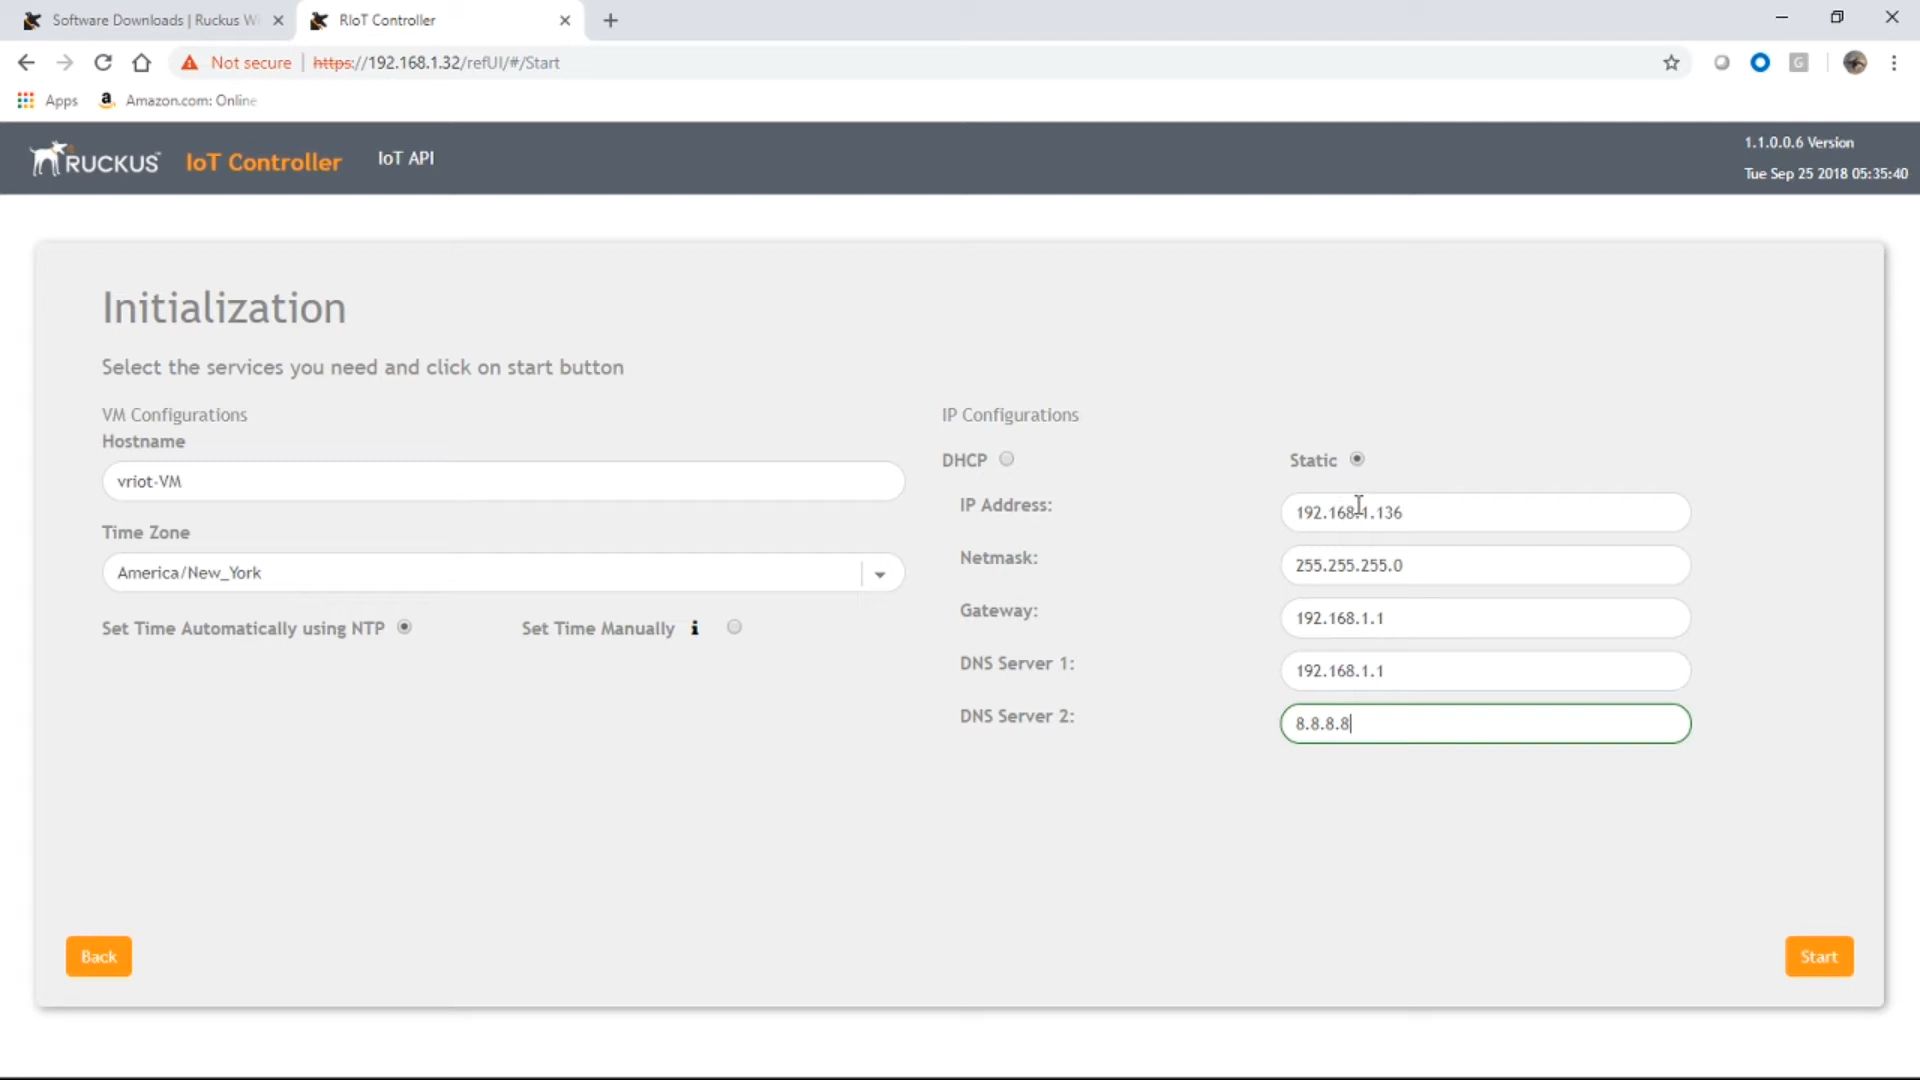 Software Downloads | Ruckus W
RIoT Controller
Not secure
https://192.168.1.32/refUI/#/Start
G
Apps
a Amazon.com: Online
RUCKUS
IoT Controller
IoT API
1.1.0.0.6 Version
Tue Sep 25 2018 05:35:40
Initialization
Select the services you need and click on start button
VM Configurations
Hostname
vriot-VM
Time Zone
America/New_York
Set Time Automatically using NTP
Set Time Manually i
IP Configurations
DHCP
Static
IP Address:
192.168.1.136
Netmask:
255.255.255.0
Gateway:
192.168.1.1
DNS Server 1:
192.168.1.1
DNS Server 2:
8.8.8.8
Back
Start